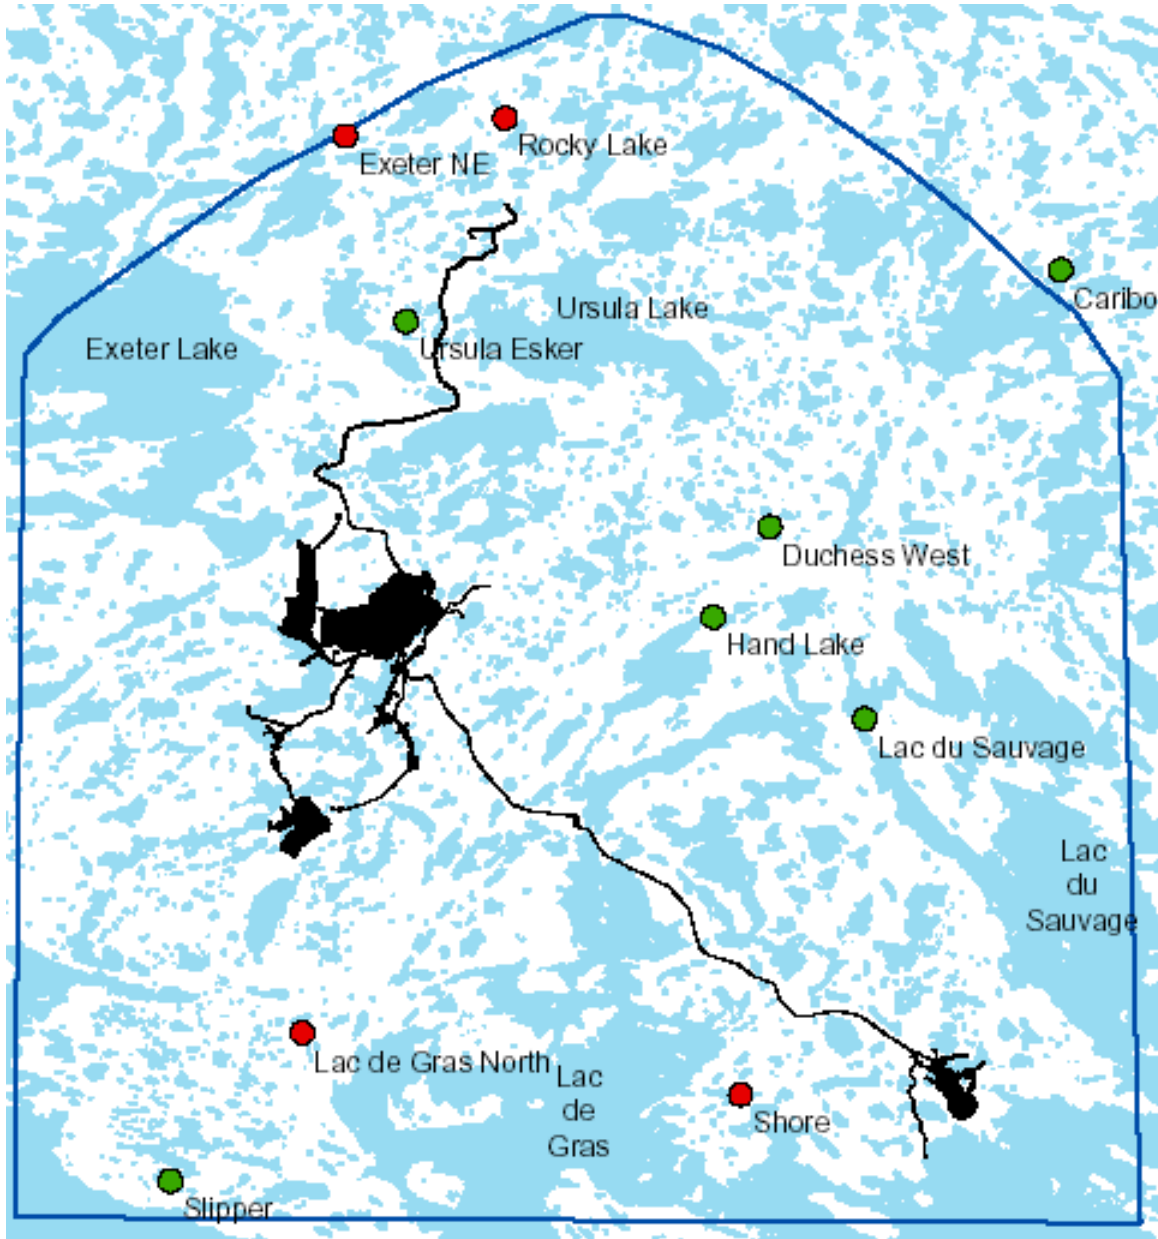 Rocky Lake
Exeter NE
Caribo
Ursula Lake
Exeter Lake
Ursula Esker
Duchess West
Hand Lake
Lac du Sauvage
Lac
du
Sauvage
Lac de Gras North
Lac
de
Gras
Shore
Slipper